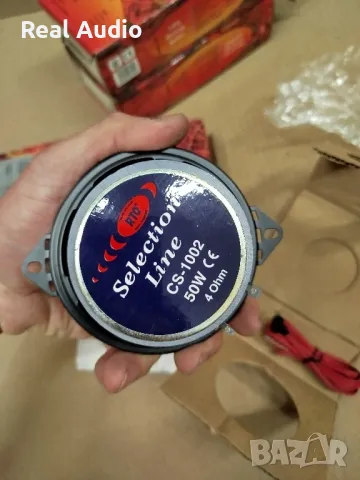 Real Audio
RTO
Selection
Line
CS-1002
50W CE
4 Ohm
BAZAR